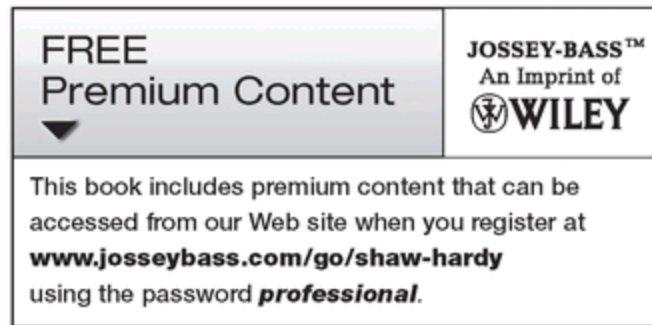 FREE
Premium Content
JOSSEY-BASS™
An Imprint of
WILEY
This book includes premium content that can be
accessed from our Web site when you register at
www.josseybass.com/go/shaw-hardy
using the password professional.